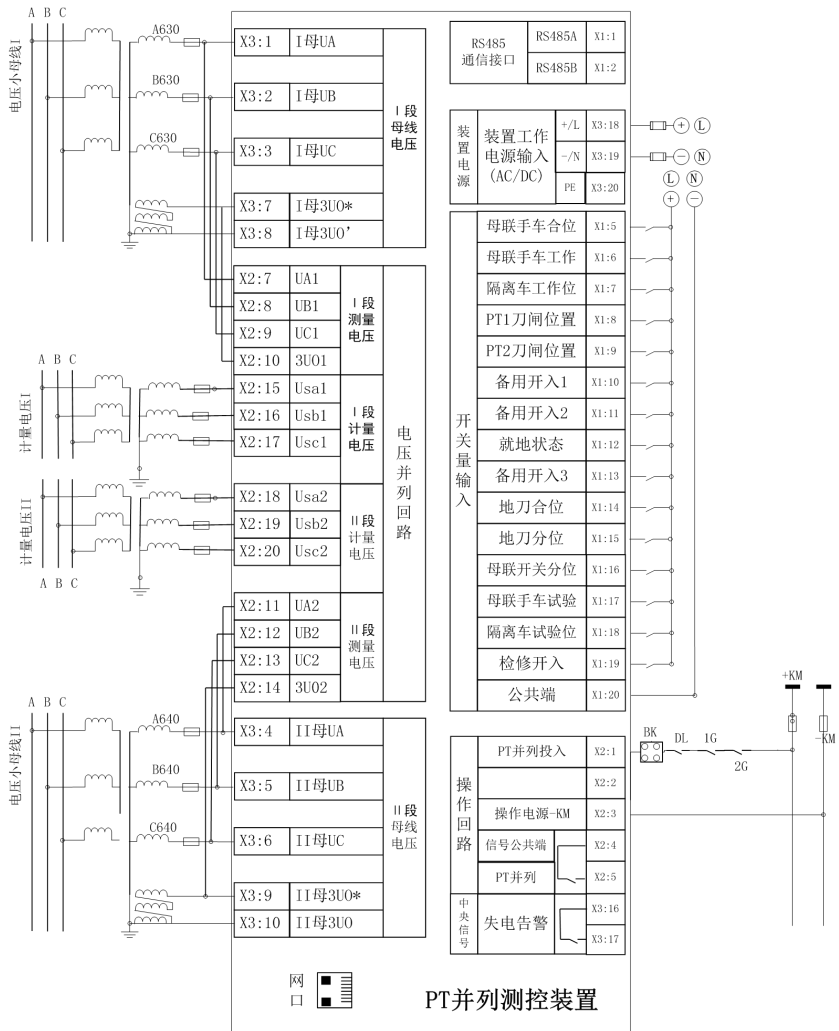 A B C
电压小母线I
A630
B630
C630
X3:1 I母UA
X3:2 I母UB
X3:3 I母UC
X3:7 I母3U0*
X3:8 I母3U0'
I段
母线
电压
X2:7 UA1
X2:8 UB1
X2:9 UC1
X2:10 3U01
I段
测量
电压
A B C
计量电压I
X2:15 Usa1
X2:16 Usb1
X2:17 Usc1
I段
计量
电压
计量电压II
A B C
X2:18 Usa2
X2:19 Usb2
X2:20 Usc2
II段
计量
电压
X2:11 UA2
X2:12 UB2
X2:13 UC2
X2:14 3U02
II段
测量
电压
电压并列回路
A B C
电压小母线II
A640
B640
C640
X3:4 II母UA
X3:5 II母UB
X3:6 II母UC
X3:9 II母3U0*
X3:10 II母3U0
II段
母线
电压
RS485
通信接口
RS485A X1:1
RS485B X1:2
装置电源
装置工作
电源输入
(AC/DC)
+/L X3:18
-/N X3:19
PE X3:20
+ L
− N
L N
+ −
开关量输入
母联手车合位 X1:5
母联手车工作 X1:6
隔离车工作位 X1:7
PT1刀闸位置 X1:8
PT2刀闸位置 X1:9
备用开入1 X1:10
备用开入2 X1:11
就地状态 X1:12
备用开入3 X1:13
地刀合位 X1:14
地刀分位 X1:15
母联开关分位 X1:16
母联手车试验 X1:17
隔离车试验位 X1:18
检修开入 X1:19
公共端 X1:20
操作回路
PT并列投入 X2:1
X2:2
操作电源-KM X2:3
信号公共端 X2:4
PT并列 X2:5
BK DL 1G
2G
+KM
-KM
中央信号
失电告警
X3:16
X3:17
网口
PT并列测控装置